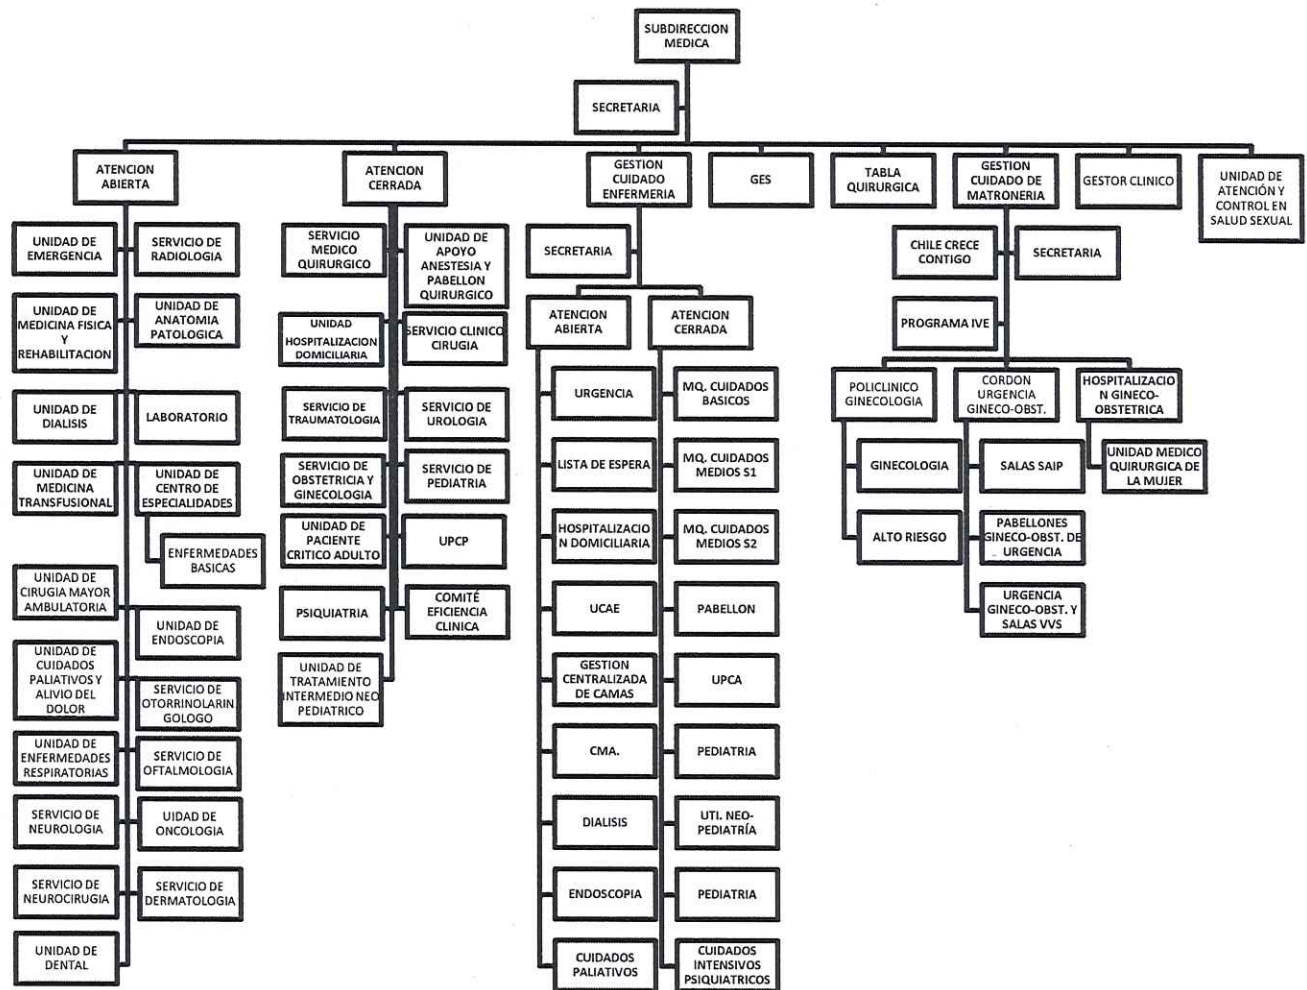 SUBDIRECCION
MEDICA
SECRETARIA
ATENCION
ABIERTA
ATENCION
CERRADA
GESTION
CUIDADO
ENFERMERIA
GES
TABLA
QUIRURGICA
GESTION
CUIDADO DE
MATRONERIA
GESTOR CLINICO
UNIDAD DE
ATENCIÓN Y
CONTROL EN
SALUD SEXUAL
UNIDAD DE
EMERGENCIA
SERVICIO DE
RADIOLOGIA
UNIDAD DE
MEDICINA FISICA
Y
REHABILITACION
UNIDAD DE
ANATOMIA
PATOLOGICA
UNIDAD DE
DIALISIS
LABORATORIO
UNIDAD DE
MEDICINA
TRANSFUSIONAL
UNIDAD DE
CENTRO DE
ESPECIALIDADES
ENFERMEDADES
BASICAS
UNIDAD DE
CIRUGIA MAYOR
AMBULATORIA
UNIDAD DE
ENDOSCOPIA
UNIDAD DE
CUIDADOS
PALIATIVOS Y
ALIVIO DEL
DOLOR
SERVICIO DE
OTORRINOLARIN
GOLOGO
UNIDAD DE
ENFERMEDADES
RESPIRATORIAS
SERVICIO DE
OFTALMOLOGIA
SERVICIO DE
NEUROLOGIA
UIDAD DE
ONCOLOGIA
SERVICIO DE
NEUROCIRUGIA
SERVICIO DE
DERMATOLOGIA
UNIDAD DE
DENTAL
SERVICIO
MEDICO
QUIRURGICO
UNIDAD DE
APOYO
ANESTESIA Y
PABELLON
QUIRURGICO
UNIDAD
HOSPITALIZACION
DOMICILIARIA
SERVICIO CLINICO
CIRUGIA
SERVICIO DE
TRAUMATOLOGIA
SERVICIO DE
UROLOGIA
SERVICIO DE
OBSTETRICIA Y
GINECOLOGIA
SERVICIO DE
PEDIATRIA
UNIDAD DE
PACIENTE
CRITICO ADULTO
UPCP
PSIQUIATRIA
COMITÉ
EFICIENCIA
CLINICA
UNIDAD DE
TRATAMIENTO
INTERMEDIO NEO
PEDIATRICO
SECRETARIA
ATENCION
ABIERTA
ATENCION
CERRADA
URGENCIA
MQ. CUIDADOS
BASICOS
LISTA DE ESPERA
MQ. CUIDADOS
MEDIOS S1
HOSPITALIZACIO
N DOMICILIARIA
MQ. CUIDADOS
MEDIOS S2
UCAE
PABELLON
GESTION
CENTRALIZADA
DE CAMAS
UPCA
CMA.
PEDIATRIA
DIALISIS
UTI. NEO-
PEDIATRÍA
ENDOSCOPIA
PEDIATRIA
CUIDADOS
PALIATIVOS
CUIDADOS
INTENSIVOS
PSIQUIATRICOS
CHILE CRECE
CONTIGO
SECRETARIA
PROGRAMA IVE
POLICLINICO
GINECOLOGIA
CORDON
URGENCIA
GINECO-OBST.
HOSPITALIZACIO
N GINECO-
OBSTETRICA
GINECOLOGIA
SALAS SAIP
UNIDAD MEDICO
QUIRURGICA DE
LA MUJER
ALTO RIESGO
PABELLONES
GINECO-OBST. DE
URGENCIA
URGENCIA
GINECO-OBST. Y
SALAS VVS